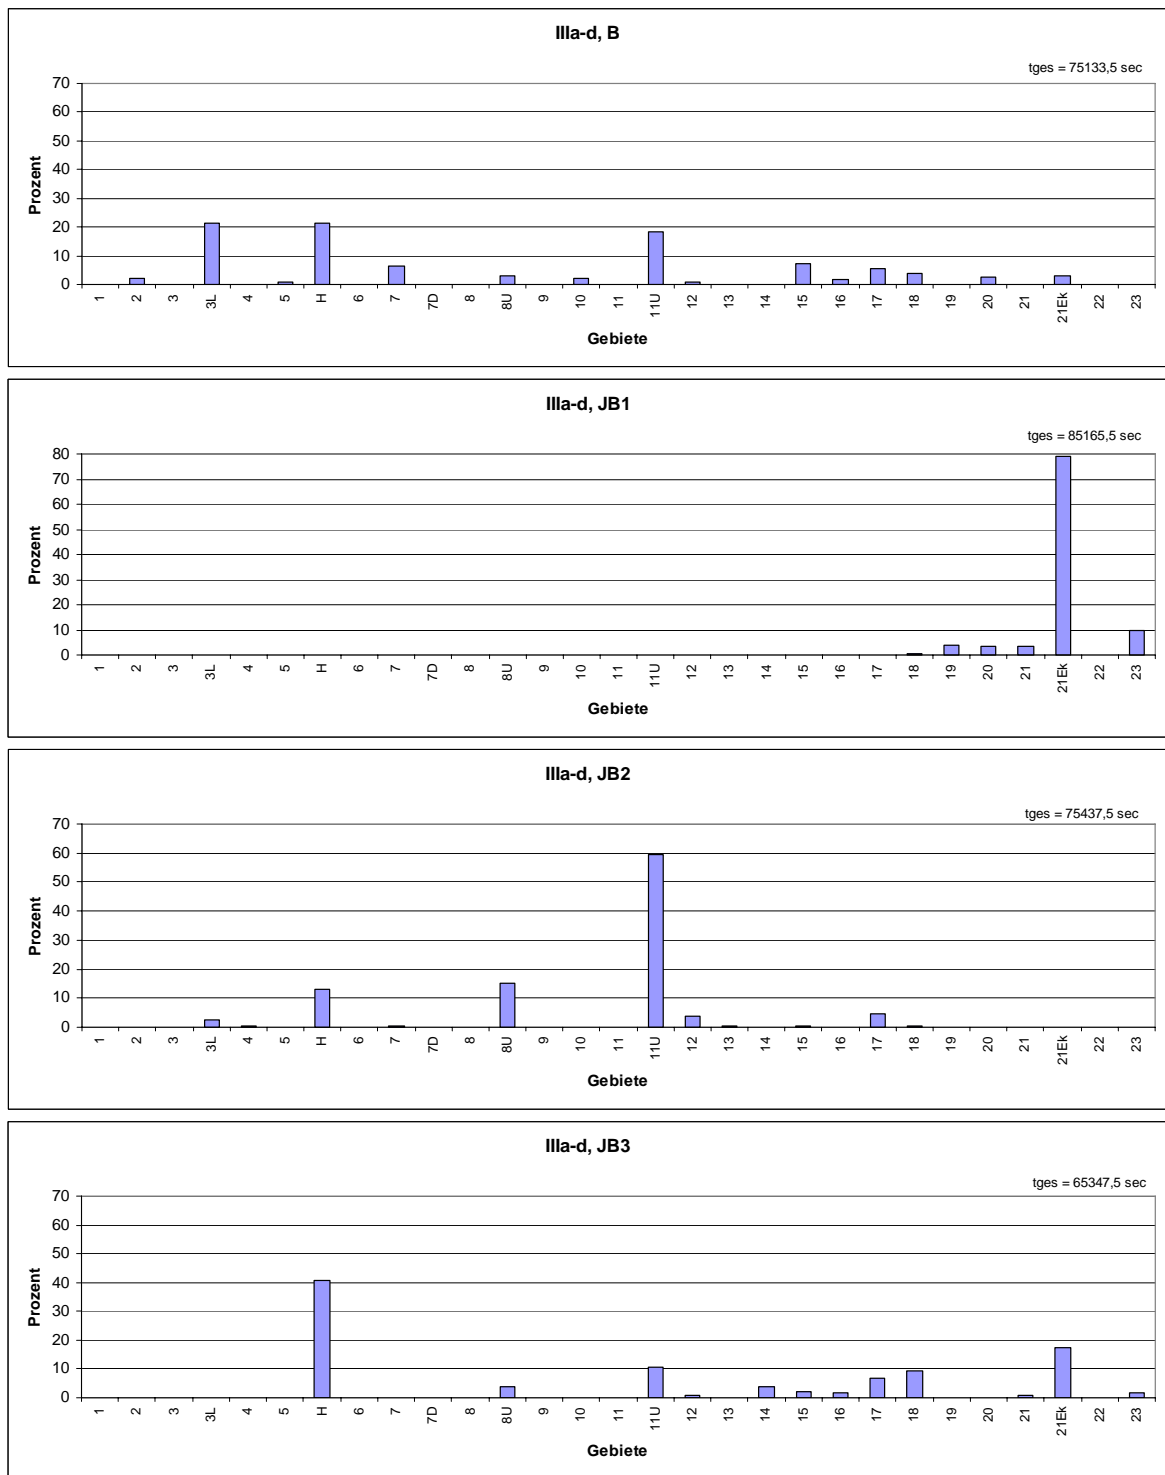 IIIa-d, B
tges = 75133,5 sec
Prozent
70
60
50
40
30
20
10
0
1 2 3 3L 4 5 H 6 7 7D 8 8U 9 10 11 11U 12 13 14 15 16 17 18 19 20 21 21Ek 22 23
Gebiete
IIIa-d, JB1
tges = 85165,5 sec
Prozent
80
70
60
50
40
30
20
10
0
1 2 3 3L 4 5 H 6 7 7D 8 8U 9 10 11 11U 12 13 14 15 16 17 18 19 20 21 21Ek 22 23
Gebiete
IIIa-d, JB2
tges = 75437,5 sec
Prozent
70
60
50
40
30
20
10
0
1 2 3 3L 4 5 H 6 7 7D 8 8U 9 10 11 11U 12 13 14 15 16 17 18 19 20 21 21Ek 22 23
Gebiete
IIIa-d, JB3
tges = 65347,5 sec
Prozent
70
60
50
40
30
20
10
0
1 2 3 3L 4 5 H 6 7 7D 8 8U 9 10 11 11U 12 13 14 15 16 17 18 19 20 21 21Ek 22 23
Gebiete